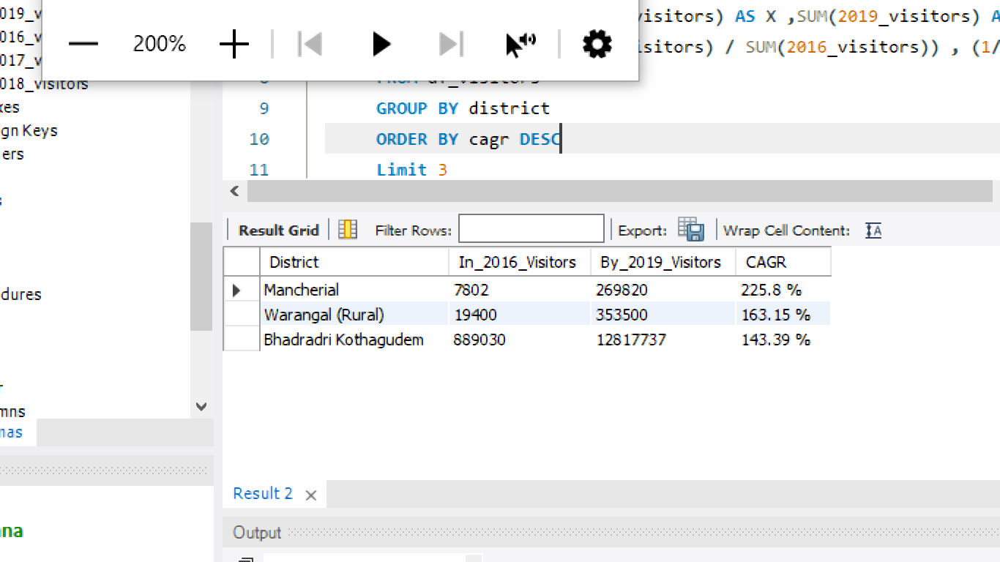 019_v
016_v
017_v
018_visitors
200%
visitors) AS X ,SUM(2019_visitors) A
isitors) / SUM(2016_visitors)) , (1/
9 GROUP BY district
10 ORDER BY cagr DESC
11 Limit 3
xes
gn Keys
ers
dures
mns
mas
na
Result Grid Filter Rows: Export: Wrap Cell Content:
District In_2016_Visitors By_2019_Visitors CAGR
Mancherial 7802 269820 225.8 %
Warangal (Rural) 19400 353500 163.15 %
Bhadradri Kothagudem 889030 12817737 143.39 %
Result 2
Output